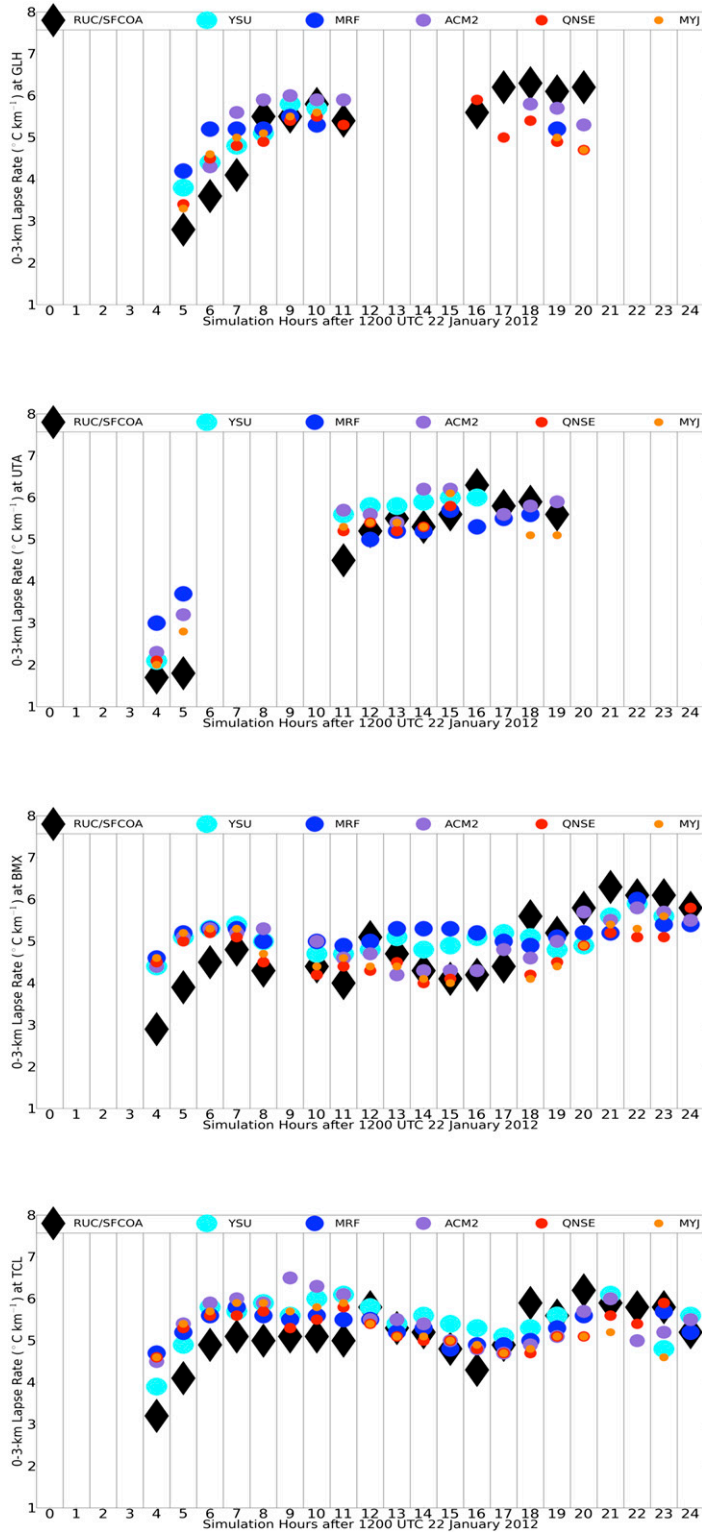 8
RUC/SFCOA YSU MRF ACM2 QNSE MYJ
7
6
5
4
3
2
1
0-3-km Lapse Rate (°C km⁻¹) at GLH
0 1 2 3 4 5 6 7 8 9 10 11 12 13 14 15 16 17 18 19 20 21 22 23 24
Simulation Hours after 1200 UTC 22 January 2012
8
RUC/SFCOA YSU MRF ACM2 QNSE MYJ
7
6
5
4
3
2
1
0-3-km Lapse Rate (°C km⁻¹) at UTA
0 1 2 3 4 5 6 7 8 9 10 11 12 13 14 15 16 17 18 19 20 21 22 23 24
Simulation Hours after 1200 UTC 22 January 2012
8
RUC/SFCOA YSU MRF ACM2 QNSE MYJ
7
6
5
4
3
2
1
0-3-km Lapse Rate (°C km⁻¹) at BMX
0 1 2 3 4 5 6 7 8 9 10 11 12 13 14 15 16 17 18 19 20 21 22 23 24
Simulation Hours after 1200 UTC 22 January 2012
8
RUC/SFCOA YSU MRF ACM2 QNSE MYJ
7
6
5
4
3
2
1
0-3-km Lapse Rate (°C km⁻¹) at TCL
0 1 2 3 4 5 6 7 8 9 10 11 12 13 14 15 16 17 18 19 20 21 22 23 24
Simulation Hours after 1200 UTC 22 January 2012